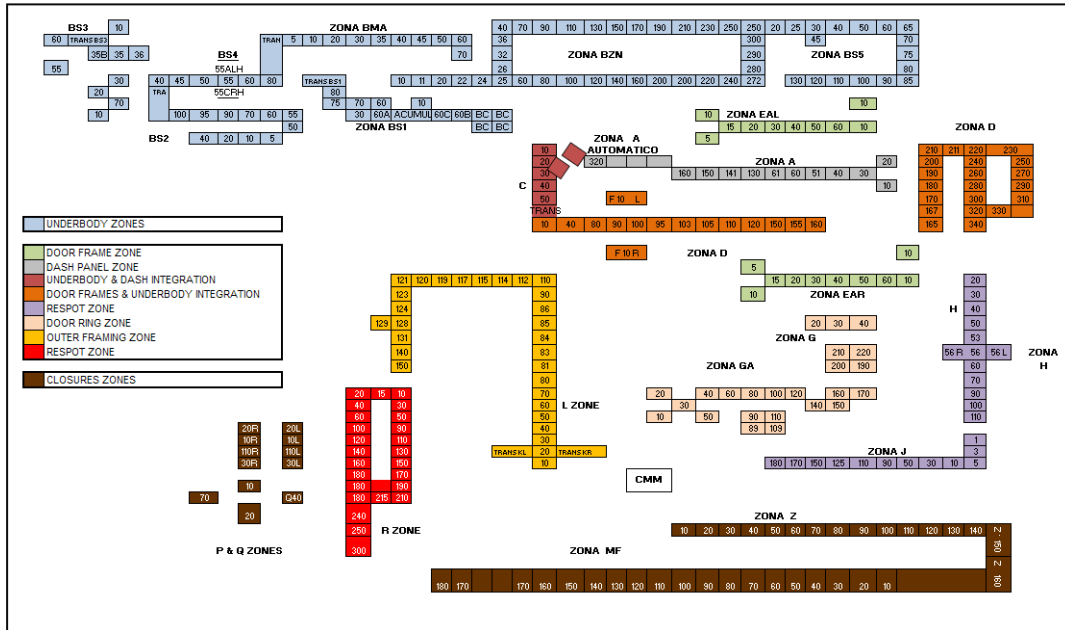 BS3 10 ZONA BMA 40 70 90 110 130 150 170 160 190 210 230 250 250 20 25 30 60 50 60 65
60 TRANS BS3 TRAN 5 10 20 30 35 40 45 50 60 36 300 45 70
35B 35 36 BS4 70 32 ZONA BZN 290 ZONA BS5 75
55 55ALH 26 280 80
30 40 45 50 55 60 80 TRANS BS1 10 11 20 22 24 25 60 80 100 120 140 160 180 170 200 220 240 272 130 120 110 100 90 85
20 TRA 55CRH 80
70 75 70 60 10 10
10 100 95 90 70 60 55 30 60A ACUMUL 60C 60B BC BC 10 ZONA EAL
50 ZONA BS1 BC BC 15 20 30 40 50 60 10 ZONA D
BS2 40 20 10 5 5
ZONA A
AUTOMATICO
10 210 211 220 230
20 320 ZONA A 20 200 240 250
30 160 150 141 130 61 60 51 40 30 190 260 270
C 40 10 180 280 290
50 F 10 L 170 300 310
TRANS 167 320 330
10 40 80 90 100 95 103 105 110 120 150 155 160 165 340
UNDERBODY ZONES
DOOR FRAME ZONE
DASH PANEL ZONE
UNDERBODY & DASH INTEGRATION
DOOR FRAMES & UNDERBODY INTEGRATION
RESPOT ZONE
DOOR RING ZONE
OUTER FRAMING ZONE
RESPOT ZONE
CLOSURES ZONES
F 10 R ZONA D 10
5
121 120 119 117 115 114 112 110 15 20 30 40 50 60 10 20
123 90 10 ZONA EAR 30
124 86 H 40
129 128 85 20 30 40 50
131 84 ZONA G 53
140 83 210 220 56 R 56 56 L ZONA
H
150 81 ZONA GA 200 190 60
80 70
20 15 10 70 20 40 60 80 100 120 160 170 90
40 30 60 L ZONE 30 140 150 100
60 50 50 10 50 90 110 110
20R 20L 100 90 40 89 109
10R 10L 120 110 30 1
110R 110L 140 130 TRANS KL 20 TRANS KR ZONA J 3
30R 30L 160 150 10 180 170 150 125 110 90 50 30 10 5
180 170
10 180 190 CMM
70 Q40 180 215 210
20 240 ZONA Z
250 R ZONE 10 20 30 40 50 60 70 80 90 100 110 120 130 140 Z - 150
P & Q ZONES 300 ZONA MF
180 170 170 160 150 140 130 120 110 100 90 80 70 60 50 40 30 20 10 Z 160